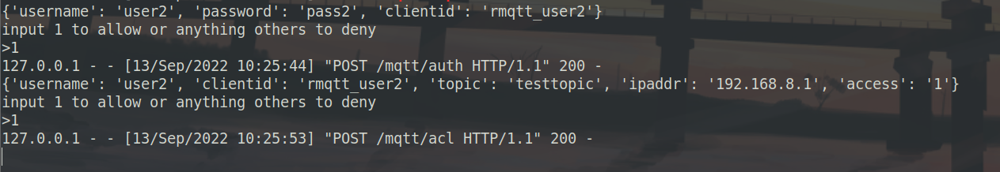 {'username': 'user2', 'password': 'pass2', 'clientid': 'rmqtt_user2'}
input 1 to allow or anything others to deny
>1
127.0.0.1 - - [13/Sep/2022 10:25:44] "POST /mqtt/auth HTTP/1.1" 200 -
{'username': 'user2', 'clientid': 'rmqtt_user2', 'topic': 'testtopic', 'ipaddr': '192.168.8.1', 'access': '1'}
input 1 to allow or anything others to deny
>1
127.0.0.1 - - [13/Sep/2022 10:25:53] "POST /mqtt/acl HTTP/1.1" 200 -